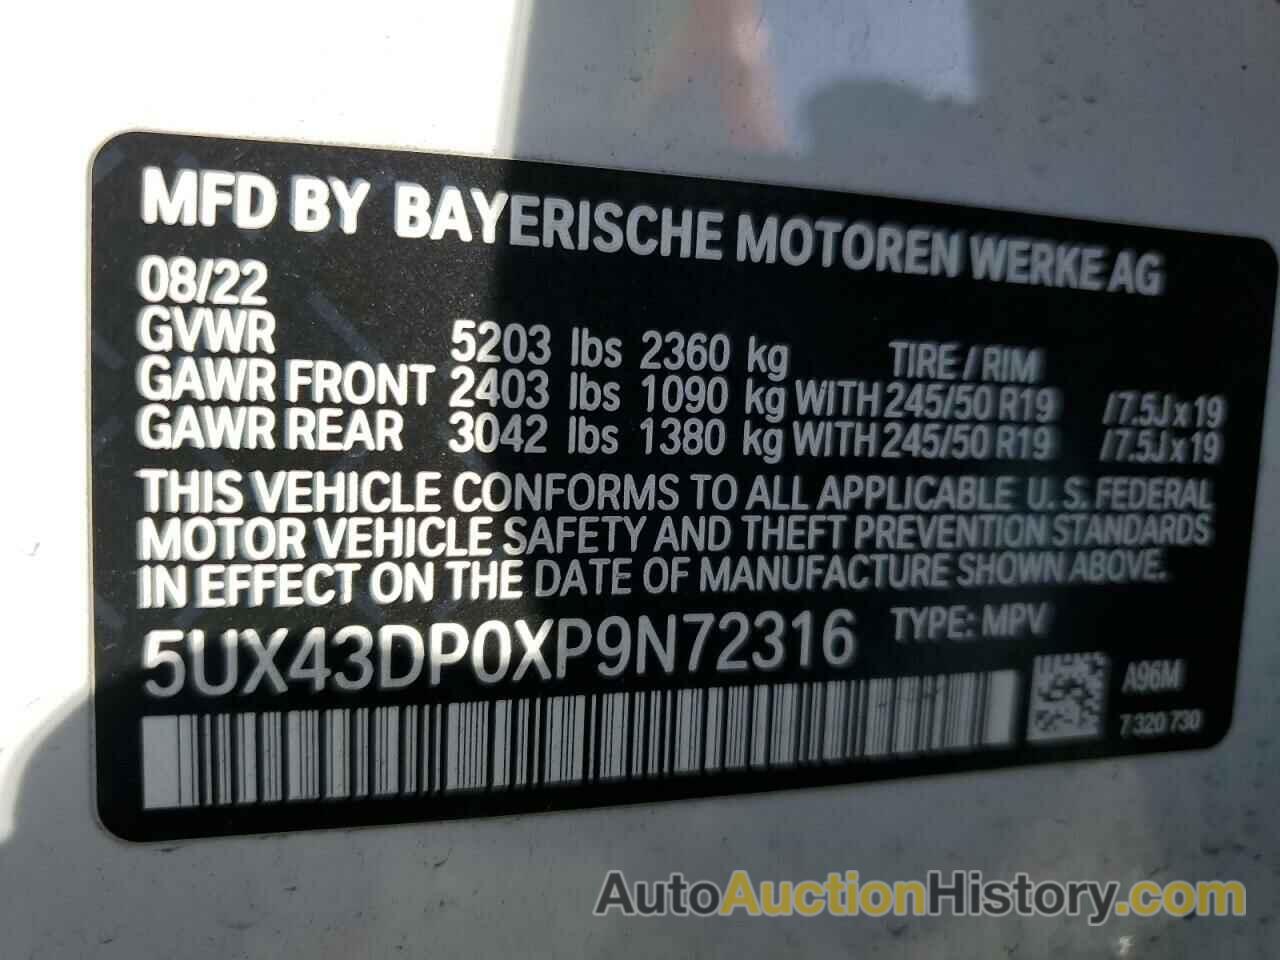 MFD BY BAYERISCHE MOTOREN WERKE AG
08/22
GVWR 5203 lbs 2360 kg TIRE / RIM
GAWR FRONT 2403 lbs 1090 kg WITH 245/50 R19 /7.5J x 19
GAWR REAR 3042 lbs 1380 kg WITH 245/50 R19 /7.5J x 19
THIS VEHICLE CONFORMS TO ALL APPLICABLE U. S. FEDERAL
MOTOR VEHICLE SAFETY AND THEFT PREVENTION STANDARDS
IN EFFECT ON THE DATE OF MANUFACTURE SHOWN ABOVE.
5UX43DP0XP9N72316 TYPE: MPV
A96M
7 320 730
AutoAuctionHistory.com